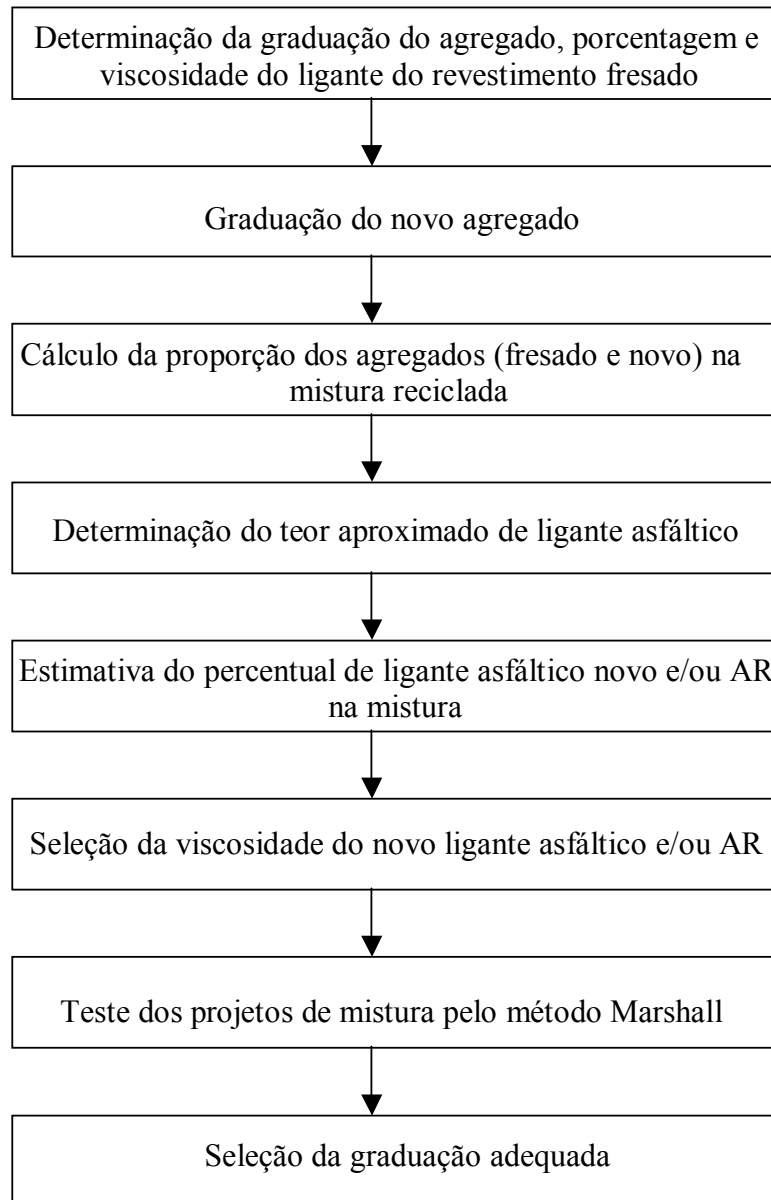 Determinação da graduação do agregado, porcentagem e
viscosidade do ligante do revestimento fresado
Graduação do novo agregado
Cálculo da proporção dos agregados (fresado e novo) na
mistura reciclada
Determinação do teor aproximado de ligante asfáltico
Estimativa do percentual de ligante asfáltico novo e/ou AR
na mistura
Seleção da viscosidade do novo ligante asfáltico e/ou AR
Teste dos projetos de mistura pelo método Marshall
Seleção da graduação adequada